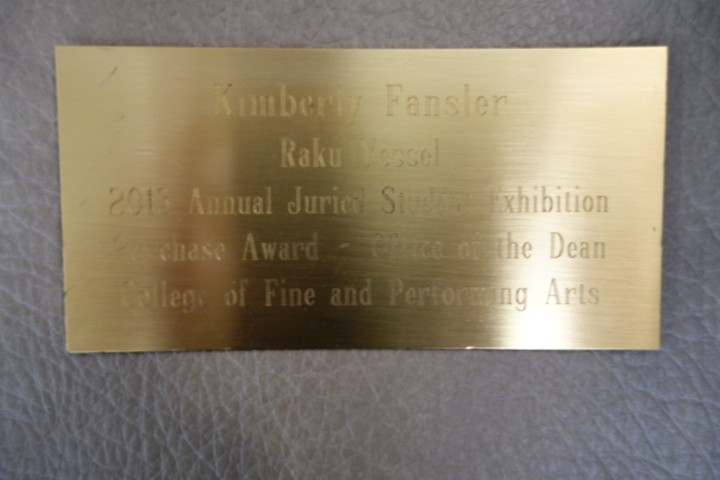 Kimberly Fansler
Raku Vessel
2013 Annual Juried Student Exhibition
Purchase Award - Office of the Dean
College of Fine and Performing Arts